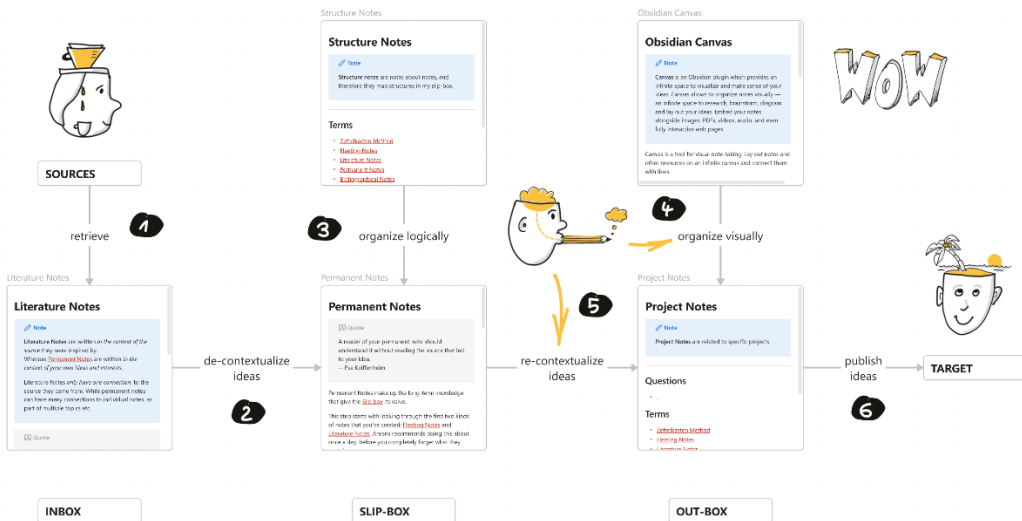 Structure Notes
Structure Notes
Note
Structure notes are notes about notes, and
therefore they map structures in my slip-box.
Terms
Zettelkasten Method
Fleeting Notes
Literature Notes
Permanent Notes
Bibliographical Notes
Obsidian Canvas
Obsidian Canvas
Note
Canvas is an Obsidian plugin which provides an
infinite space to visualize and make sense of your
ideas. Canvas allows to organize notes visually —
an infinite space to research, brainstorm, diagram
and lay out your ideas. Embed your notes
alongside images, PDFs, videos, audio, and even
fully interactive web pages.
Canvas is a tool for visual note taking. Lay out notes and
other resources on an infinite canvas and connect them
with lines.
WOW
SOURCES
1
retrieve
3
organize logically
4
organize visually
Literature Notes
Literature Notes
Note
Literature Notes are written in the context of the
source they were inspired by.
Whereas Permanent Notes are written in the
context of your own ideas and interests.
Literature Notes only have one connection, to the
source they came from. While permanent notes
can have many connections to individual notes, as
part of multiple topics etc.
Quote
de-contextualize
ideas
2
Permanent Notes
Permanent Notes
Quote
A reader of your permanent note should
understand it without reading the source that led
to your idea.
— Eva Keiffenheim
Permanent Notes make up the long-term knowledge
that give the Slip box its value.
This step starts with looking through the first two kinds
of notes that you've created: Fleeting Notes and
Literature Notes. Ahrens recommends doing this about
once a day, before you completely forget what they
5
re-contextualize
ideas
Project Notes
Project Notes
Note
Project Notes are related to specific projects
Questions
Terms
Zettelkasten Method
Fleeting Notes
Literature Notes
publish
ideas
6
TARGET
INBOX
SLIP-BOX
OUT-BOX